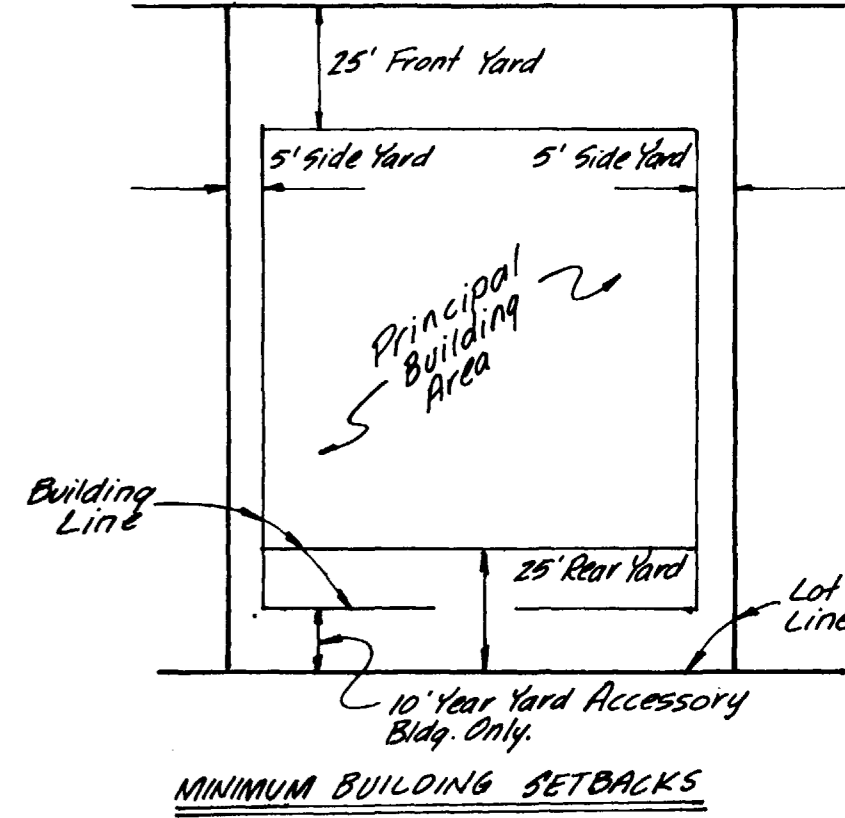 25' Front Yard
5' Side Yard
5' Side Yard
Principal
Building
Area
Building
Line
25' Rear Yard
Lot
Line
10' Year Yard Accessory
Bldg. Only.
MINIMUM BUILDING SETBACKS